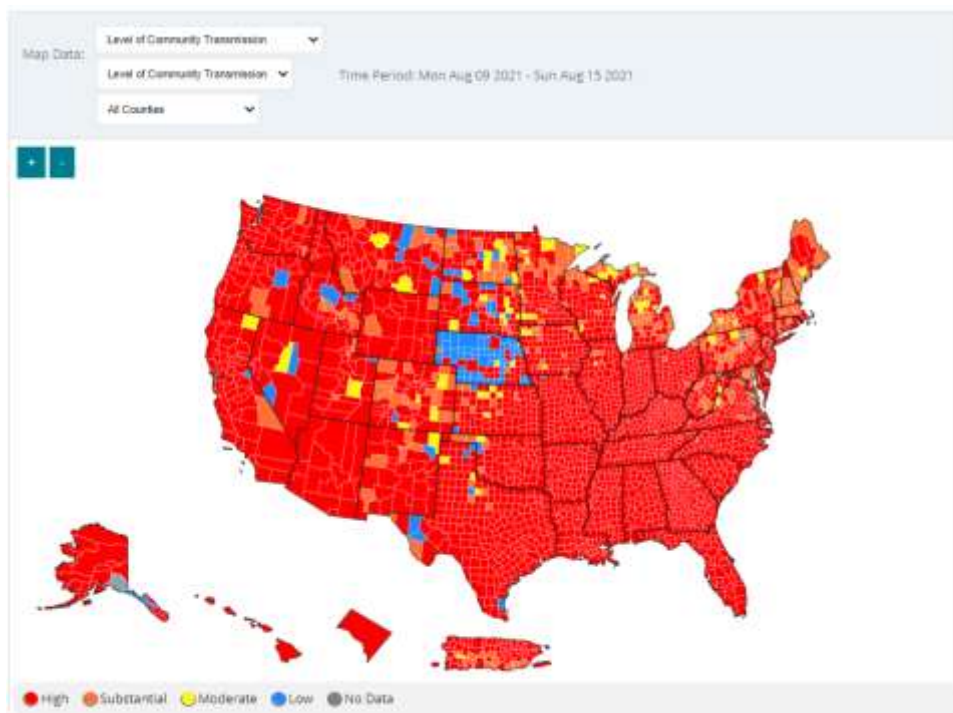 Map Data:
Level of Community Transmission
Level of Community Transmission
Time Period: Mon Aug 09 2021 - Sun Aug 15 2021
All Counties
+ -
High Substantial Moderate Low No Data